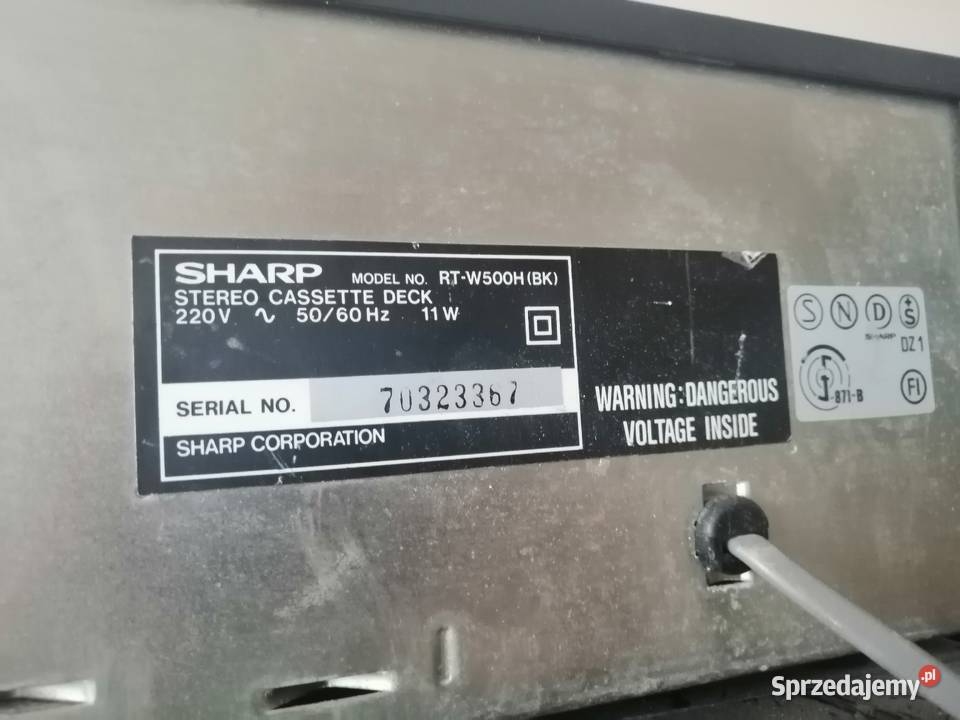 SHARP MODEL NO. RT-W500H(BK)
STEREO CASSETTE DECK
220V ~ 50/60Hz 11W
SERIAL NO. 70323367
SHARP CORPORATION
WARNING: DANGEROUS
VOLTAGE INSIDE
S N D +S
SHARP
DZ1
871-B
FI
Sprzedajemy.pl